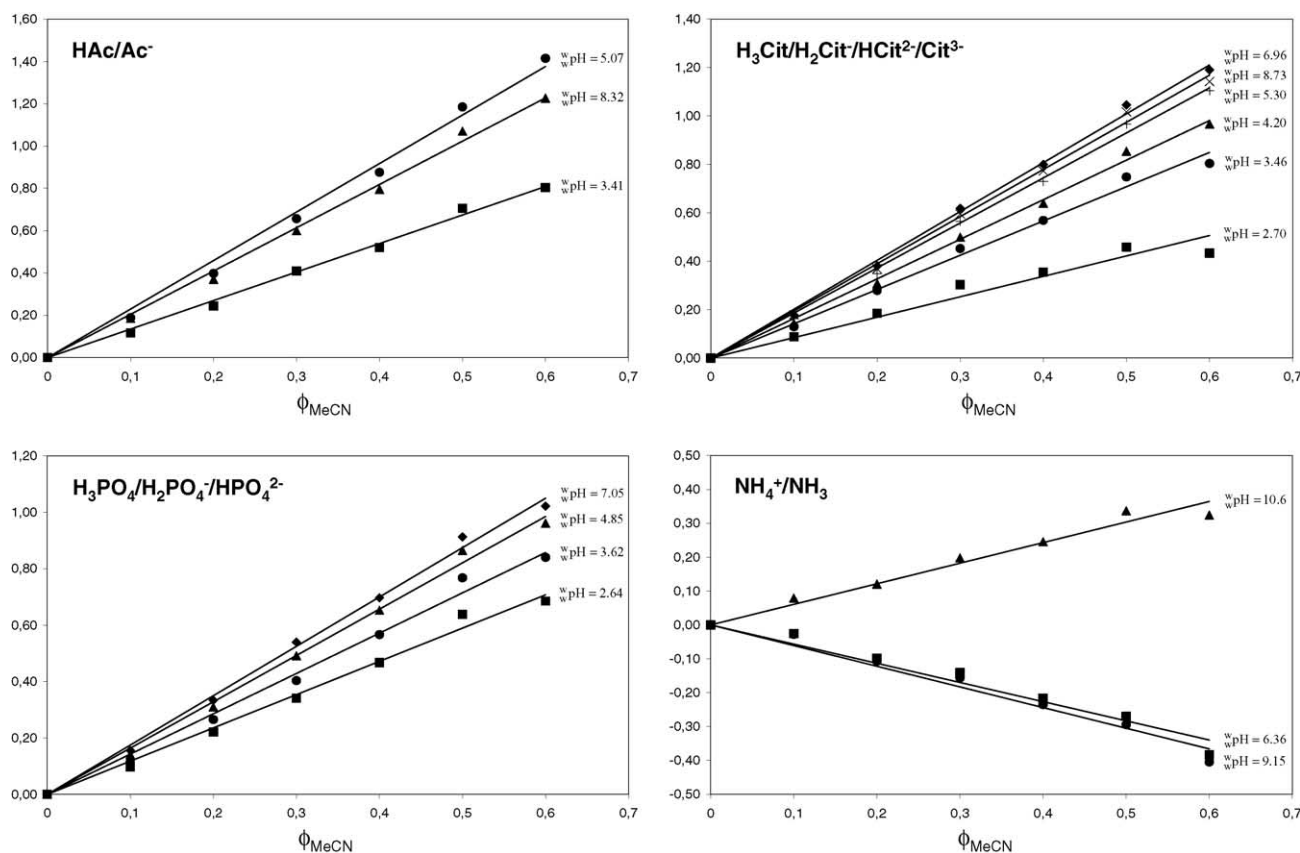 HAc/Ac⁻
1,60
1,40
1,20
1,00
0,80
0,60
0,40
0,20
0,00
0 0,1 0,2 0,3 0,4 0,5 0,6 0,7
ϕMeCN
wwpH = 5.07
wwpH = 8.32
wwpH = 3.41
H₃Cit/H₂Cit⁻/HCit²⁻/Cit³⁻
1,40
1,20
1,00
0,80
0,60
0,40
0,20
0,00
0 0,1 0,2 0,3 0,4 0,5 0,6 0,7
ϕMeCN
wwpH = 6.96
wwpH = 8.73
wwpH = 5.30
wwpH = 4.20
wwpH = 3.46
wwpH = 2.70
H₃PO₄/H₂PO₄⁻/HPO₄²⁻
1,20
1,00
0,80
0,60
0,40
0,20
0,00
0 0,1 0,2 0,3 0,4 0,5 0,6 0,7
ϕMeCN
wwpH = 7.05
wwpH = 4.85
wwpH = 3.62
wwpH = 2.64
NH₄⁺/NH₃
0,50
0,40
0,30
0,20
0,10
0,00
-0,10
-0,20
-0,30
-0,40
-0,50
0 0,1 0,2 0,3 0,4 0,5 0,6 0,7
ϕMeCN
wwpH = 10.6
wwpH = 6.36
wwpH = 9.15